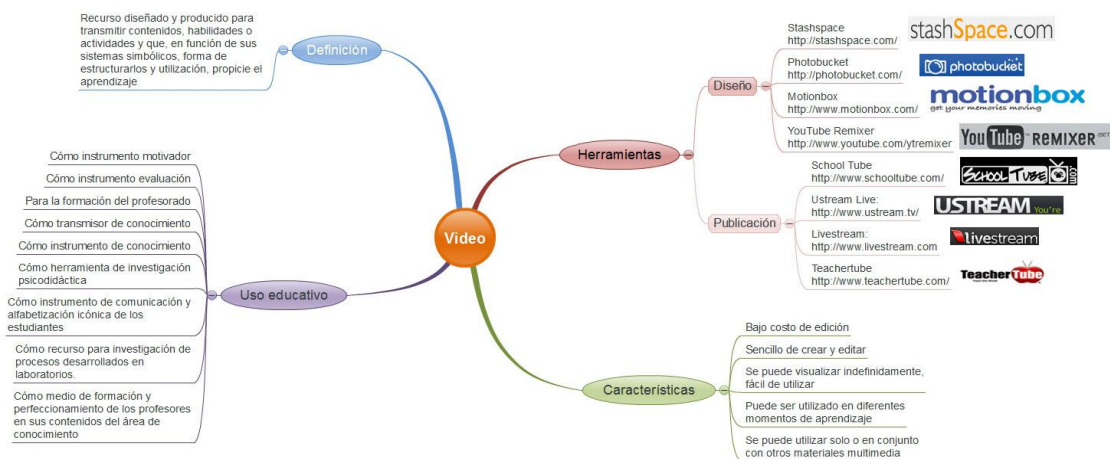 Recurso diseñado y producido para
transmitir contenidos, habilidades o
actividades y que, en función de sus
sistemas simbólicos, forma de
estructurarlos y utilización, propicie el
aprendizaje
Definición
Video
Herramientas
Diseño
Stashspace
http://stashspace.com/
stashSpace.com
Photobucket
http://photobucket.com/
photobucket
Motionbox
http://www.motionbox.com/
motionbox
get your memories moving
YouTube Remixer
http://www.youtube.com/ytremixer
YouTube REMIXER
Publicación
School Tube
http://www.schooltube.com/
SCHOOL TUBE .COM
Ustream Live:
http://www.ustream.tv/
USTREAM You're
Livestream:
http://www.livestream.com
livestream
Teachertube
http://www.teachertube.com/
TeacherTube
Uso educativo
Cómo instrumento motivador
Cómo instrumento evaluación
Para la formación del profesorado
Cómo transmisor de conocimiento
Cómo instrumento de conocimiento
Cómo herramienta de investigación
psicodidáctica
Cómo instrumento de comunicación y
alfabetización icónica de los
estudiantes
Cómo recurso para investigación de
procesos desarrollados en
laboratorios.
Cómo medio de formación y
perfeccionamiento de los profesores
en sus contenidos del área de
conocimiento
Características
Bajo costo de edición
Sencillo de crear y editar
Se puede visualizar indefinidamente,
fácil de utilizar
Puede ser utilizado en diferentes
momentos de aprendizaje
Se puede utilizar solo o en conjunto
con otros materiales multimedia